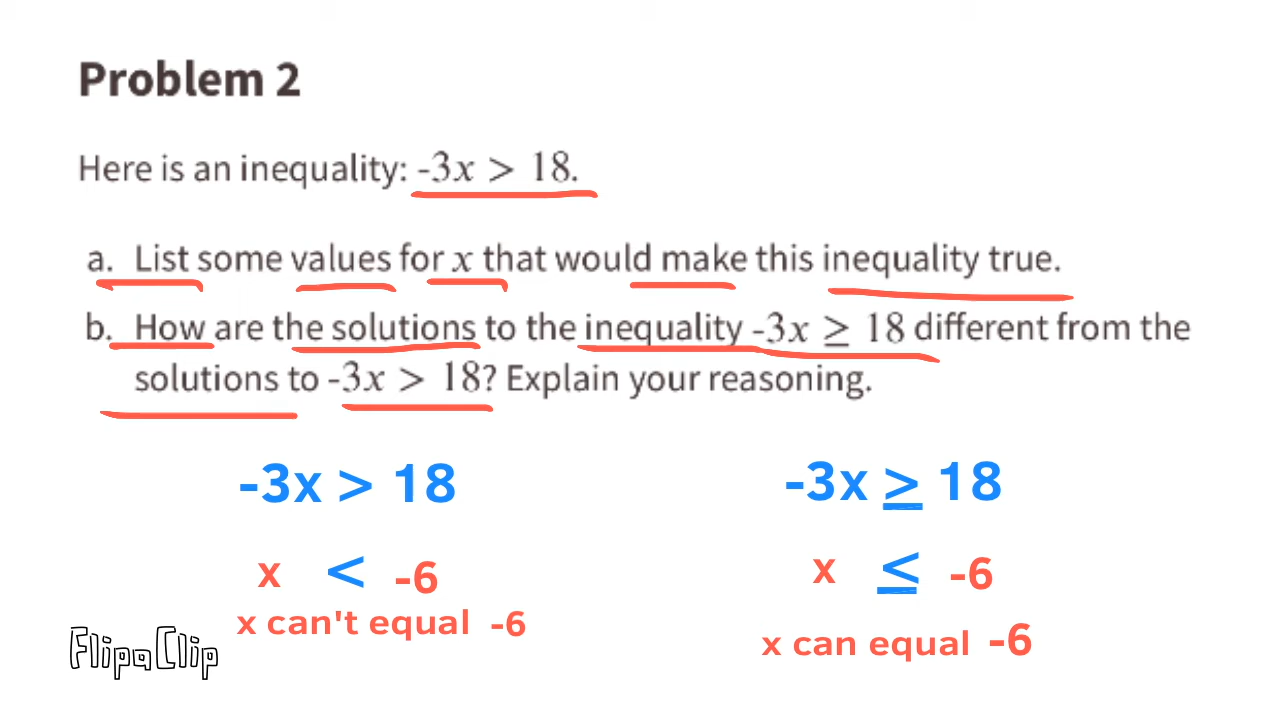 Problem 2
Here is an inequality: -3x > 18.
a. List some values for x that would make this inequality true.
b. How are the solutions to the inequality -3x ≥ 18 different from the
solutions to -3x > 18? Explain your reasoning.
-3x > 18
-3x ≥ 18
x < -6
x ≤ -6
x can't equal -6
x can equal -6
FlipaClip